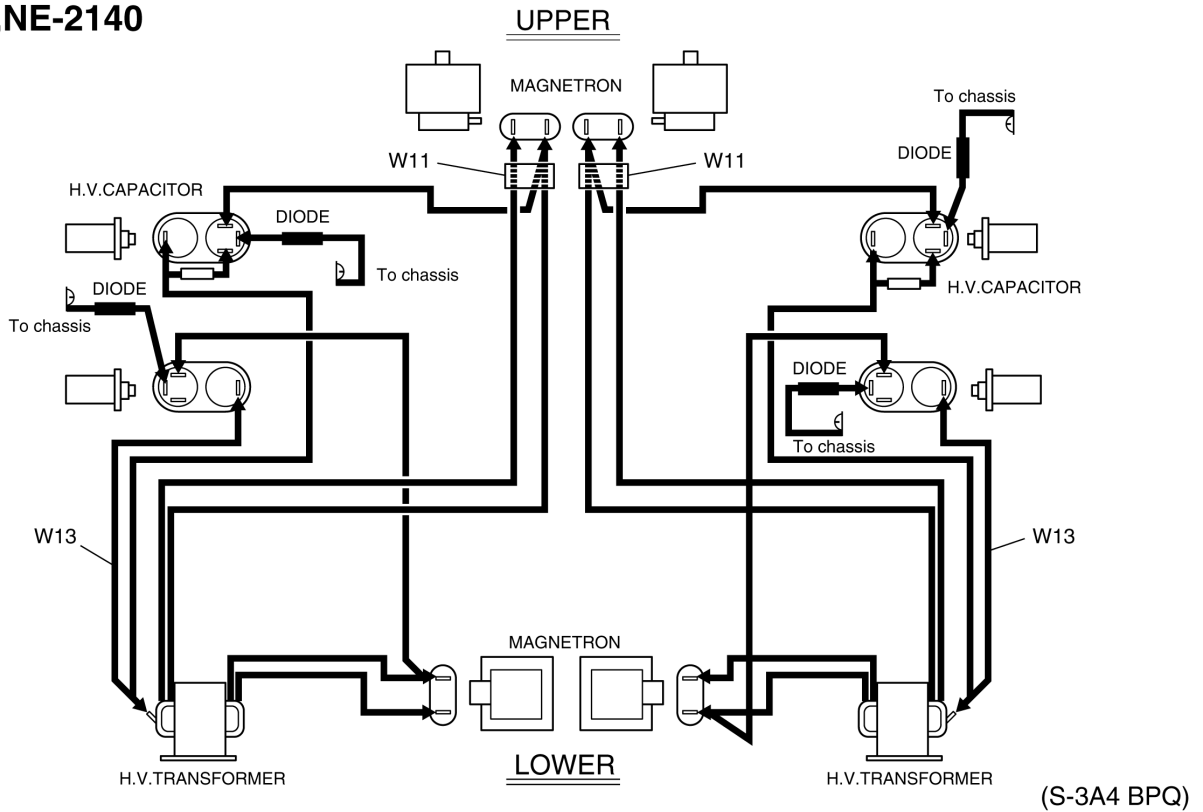 NE-2140
UPPER
MAGNETRON
To chassis
DIODE
W11
W11
H.V.CAPACITOR
DIODE
To chassis
H.V.CAPACITOR
DIODE
To chassis
DIODE
To chassis
W13
W13
MAGNETRON
LOWER
H.V.TRANSFORMER
H.V.TRANSFORMER
(S-3A4 BPQ)